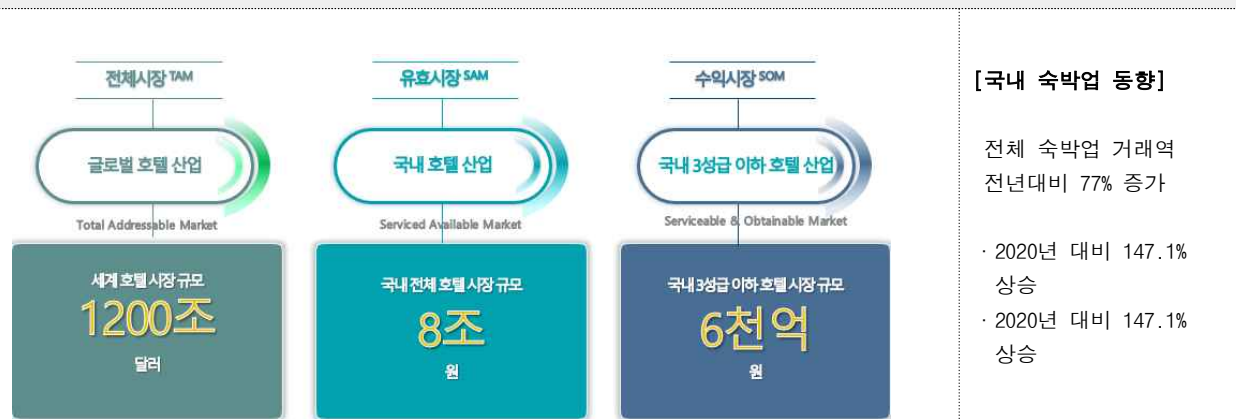 전체시장 TAM
글로벌 호텔 산업
Total Addressable Market
세계 호텔 시장 규모
1200조
달러
유효시장 SAM
국내 호텔 산업
Serviced Available Market
국내 전체 호텔 시장 규모
8조
원
수익시장 SOM
국내 3성급 이하 호텔 산업
Serviceable & Obtainable Market
국내 3성급 이하 호텔 시장 규모
6천억
원
[국내 숙박업 동향]
전체 숙박업 거래역
전년대비 77% 증가
· 2020년 대비 147.1%
상승
· 2020년 대비 147.1%
상승